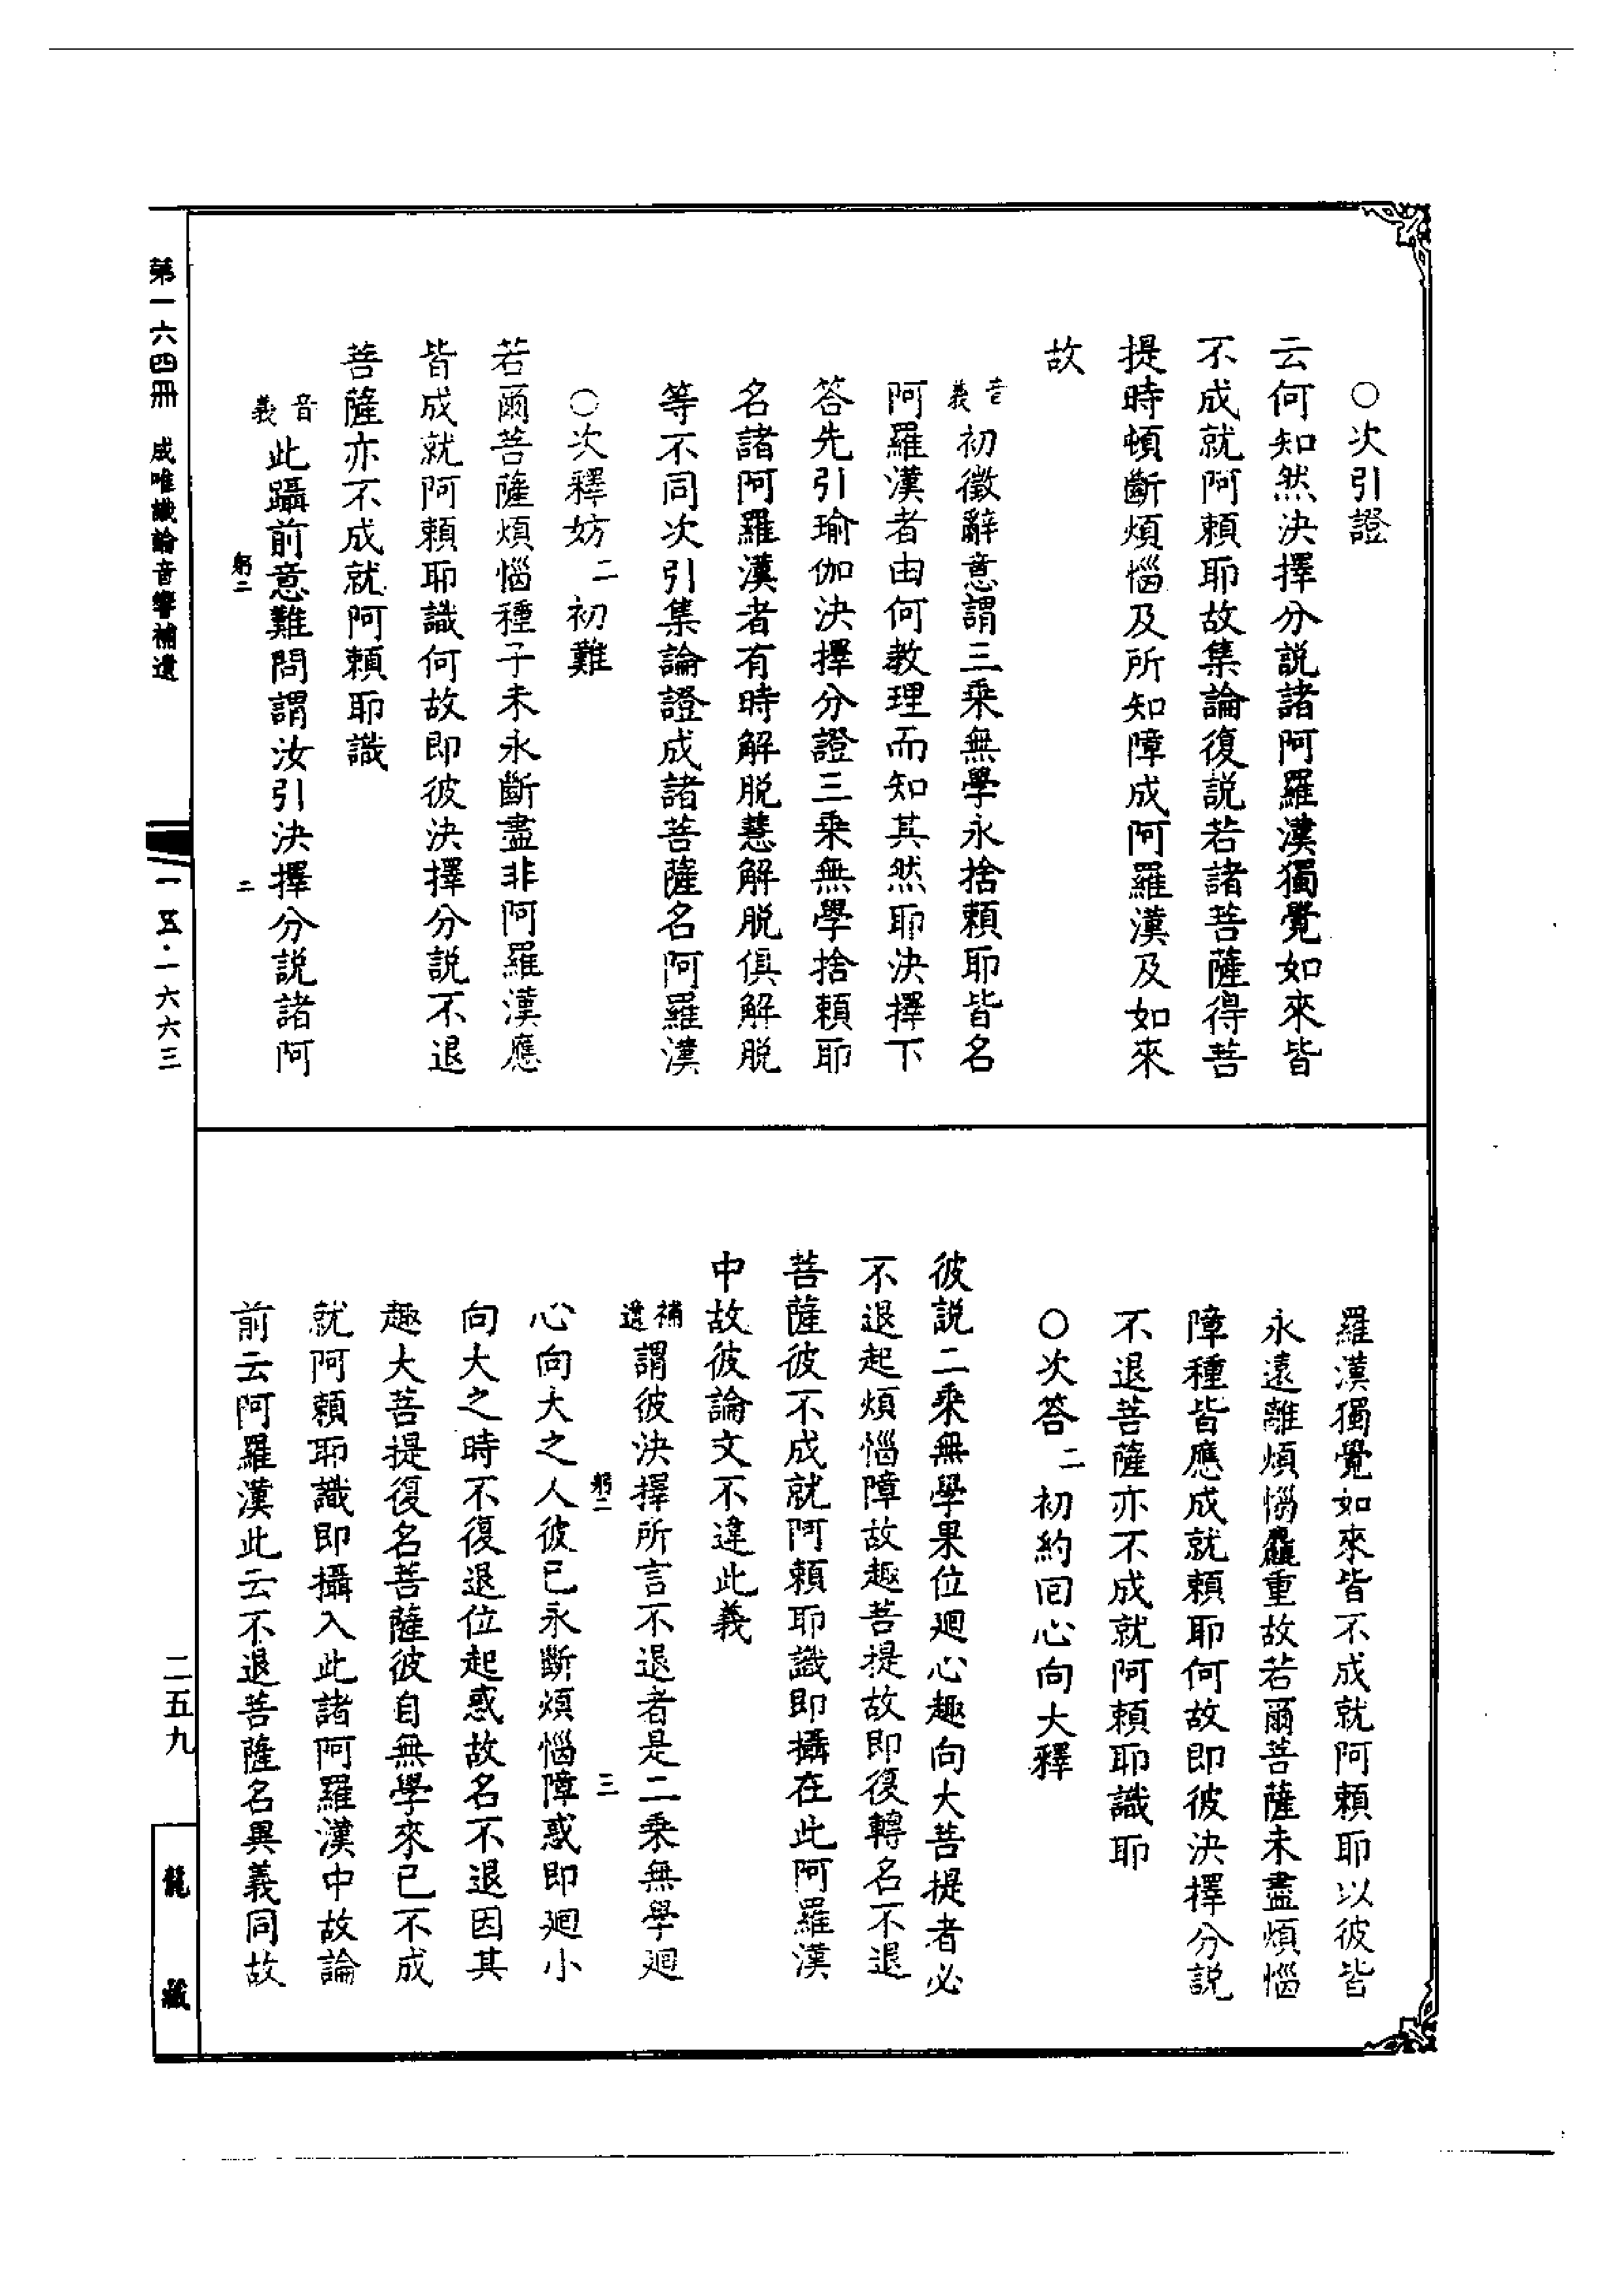 ○次引證
云何知然決擇分説諸阿羅漢獨覺如來皆
不成就阿賴耶故集論復説若諸菩薩得菩
提時頓斷煩惱及所知障成阿羅漢及如來
故
音義初徵辭意謂三乘無學永捨賴耶皆名
阿羅漢者由何教理而知其然耶決擇下
答先引瑜伽決擇分證三乘無學捨賴耶
名諸阿羅漢者有時解脱慧解脱俱解脱
等不同次引集論證成諸菩薩名阿羅漢
○次釋妨二初難
若爾菩薩煩惱種子未永斷盡非阿羅漢應
皆成就阿賴耶識何故即彼決擇分説不退
菩薩亦不成就阿賴耶識
音義此躡前意難問謂汝引決擇分説諸阿
躬二 二
羅漢獨覺如來皆不成就阿賴耶以彼皆
永遠離煩惱麤重故若爾菩薩未盡煩惱
障種皆應成就賴耶何故即彼決擇分説
不退菩薩亦不成就阿賴耶識耶
○次答二初約回心向大釋
彼説二乘無學果位廻心趣向大菩提者必
不退起煩惱障故趣菩提故即復轉名不退
菩薩彼不成就阿賴耶識即攝在此阿羅漢
中故彼論文不違此義
補遺謂彼決擇所言不退者是二乘無學廻
躬二 三
心向大之人彼已永斷煩惱障惑即廻小
向大之時不復退位起惑故名不退因其
趣大菩提復名菩薩彼自無學來已不成
就阿賴耶識即攝入此諸阿羅漢中故論
前云阿羅漢此云不退菩薩名異義同故
第一六四冊 成唯識論音響補遺
一五·一六六三
二五九
龍藏